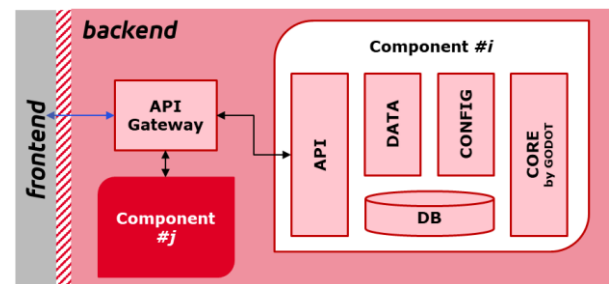 backend
frontend
API
Gateway
Component
#j
Component #i
API
DATA
CONFIG
DB
CORE
by GODOT